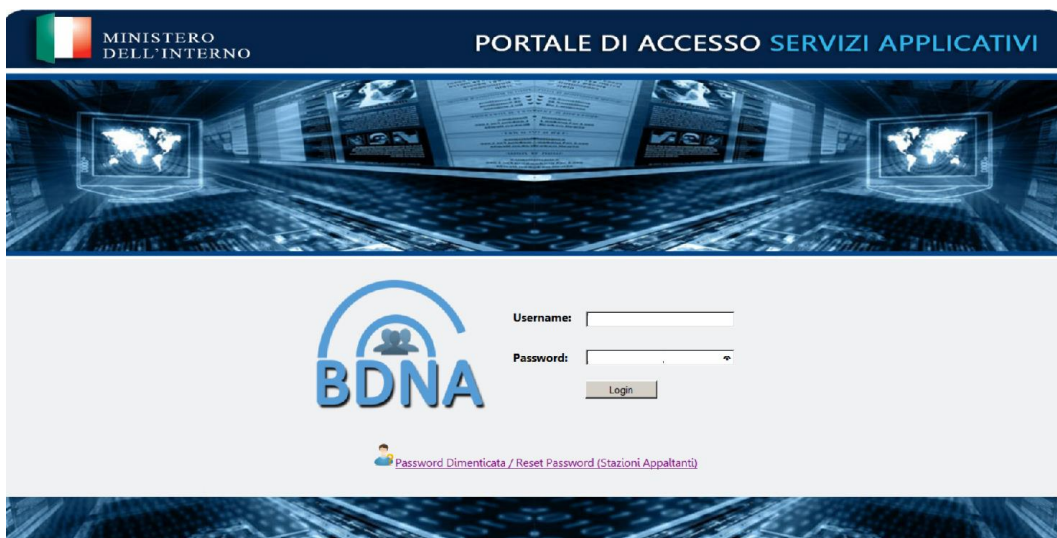 MINISTERO
DELL'INTERNO
PORTALE DI ACCESSO SERVIZI APPLICATIVI
BDNA
Username:
Password:
Login
Password Dimenticata / Reset Password (Stazioni Appaltanti)